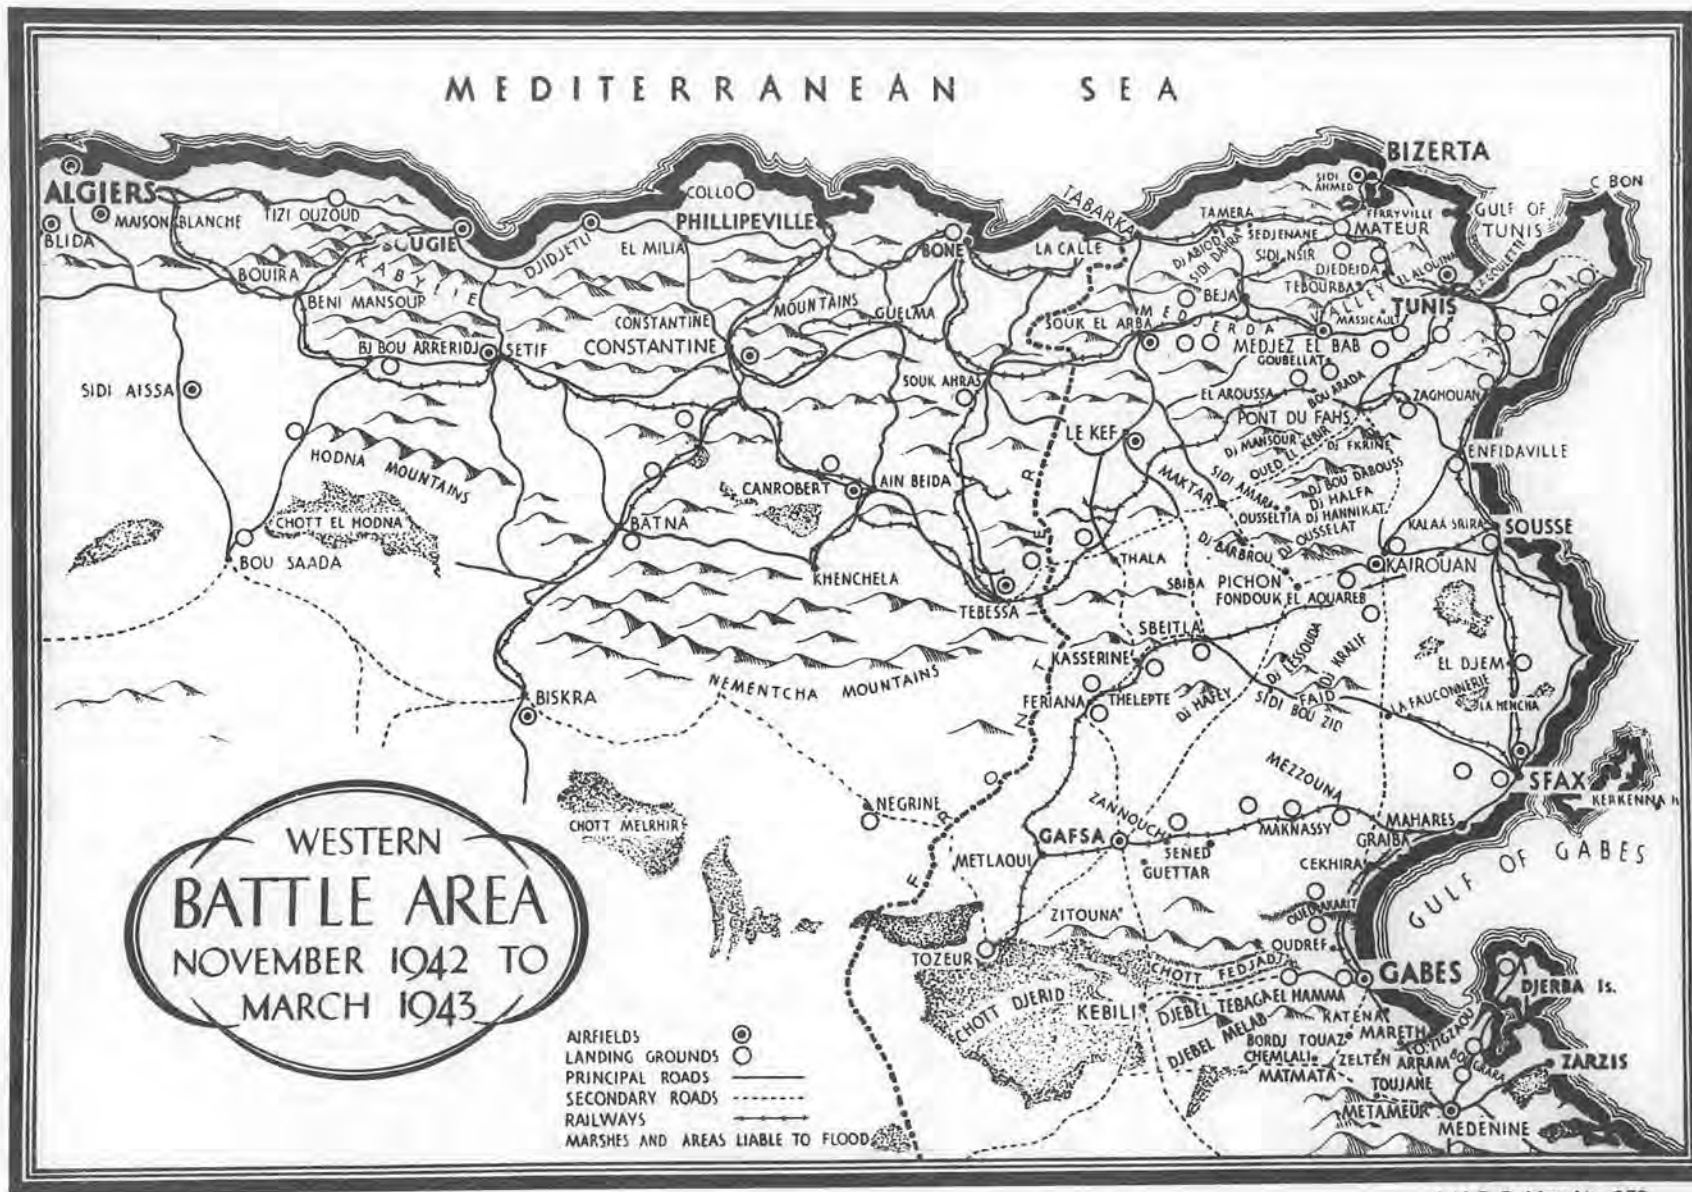 MEDITERRANEAN SEA
BIZERTA
SIDI AHMED
C BON
ALGIERS
COLLO
TABARKA
FERRYVILLE
GULF OF TUNIS
MAISON BLANCHE
TIZI OUZOUD
PHILLIPEVILLE
TAMERA
MATEUR
BLIDA
BOUGIE
DJIDJETLI
EL MILIA
BONE
LA CALLE
DJ ABIOD
SEDJENANE
SIDI NSIR
EL ALOUINA
LA GOULETTE
BOUIRA
KABYLIE
DJEDEIDA
TEBOURBA
BENI MANSOUR
MOUNTAINS
GUELMA
BEJA
VALLEY
TUNIS
CONSTANTINE
SOUK EL ARBA
MEDJERDA
MASSICAULT
BJ BOU ARRERIDJ
SETIF
CONSTANTINE
MEDJEZ EL BAB
GOUBELLAT
SIDI AISSA
SOUK AHRAS
EL AROUSSA
BOU ARADA
ZAGHOUAN
PONT DU FAHS
LE KEF
DJ MANSOUR
OUED EL KEBIR
DJ FKRINE
ENFIDAVILLE
HODNA MOUNTAINS
MAKTAR
SIDI AMARA
DJ BOU DABOUSS
DJ HALFA
CANROBERT
AIN BEIDA
OUSSELTIA
DJ HANNIKAT
CHOTT EL HODNA
BATNA
KALAA SRIRA
SOUSSE
DJ BARBROU
DJ OUSSELAT
BOU SAADA
KHENCHELA
THALA
KAIROUAN
SBIBA
PICHON
TEBESSA
FONDOUK EL AOUAREB
SBEITLA
KASSERINE
DJ LESSOUDA
DJ KRALIF
EL DJEM
NEMENTCHA MOUNTAINS
BISKRA
FERIANA
THELEPTE
DJ HAFEY
FAID
SIDI BOU ZID
LA FAUCONNERIE
LA HENCHA
FRONTIER
MEZZOUNA
SFAX
KERKENNA
NEGRINE
CHOTT MELRHIR
ZANNOUCH
MAKNASSY
MAHARES
GRAIBA
GAFSA
METLAOUI
SENED
GUETTAR
CEKHIRA
GULF OF GABES
WESTERN
BATTLE AREA
NOVEMBER 1942 TO
MARCH 1943
ZITOUNA
OUED AKARIT
OUDREF
TOZEUR
CHOTT FEDJADJ
GABES
DJERBA Is.
CHOTT DJERID
KEBILI
DJEBEL TEBAGA
EL HAMMA
DJEBEL MELAB
KATENA
MARETH
ZIGZAOU
BORDJ TOUAZ
CHEMLALI
ZELTEN
ARRAM
BOU GRARA
ZARZIS
MATMATA
TOUJANE
METAMEUR
MEDENINE
AIRFIELDS
LANDING GROUNDS
PRINCIPAL ROADS
SECONDARY ROADS
RAILWAYS
MARSHES AND AREAS LIABLE TO FLOOD